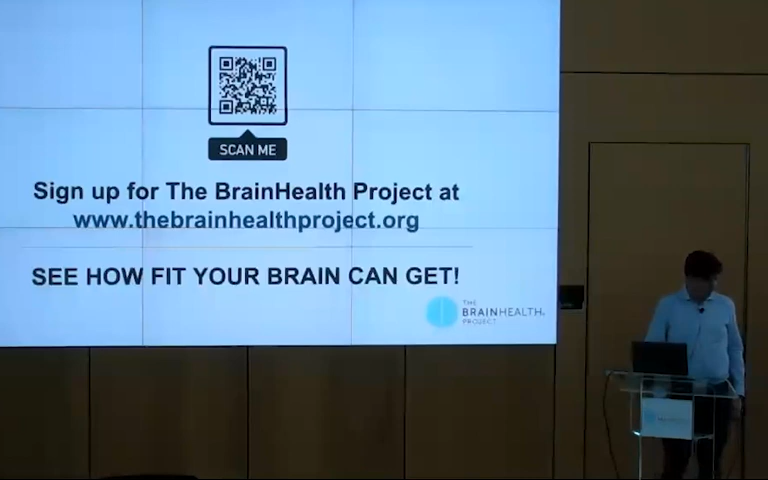 SCAN ME
Sign up for The BrainHealth Project at
www.thebrainhealthproject.org
SEE HOW FIT YOUR BRAIN CAN GET!
THE
BRAINHEALTH
PROJECT